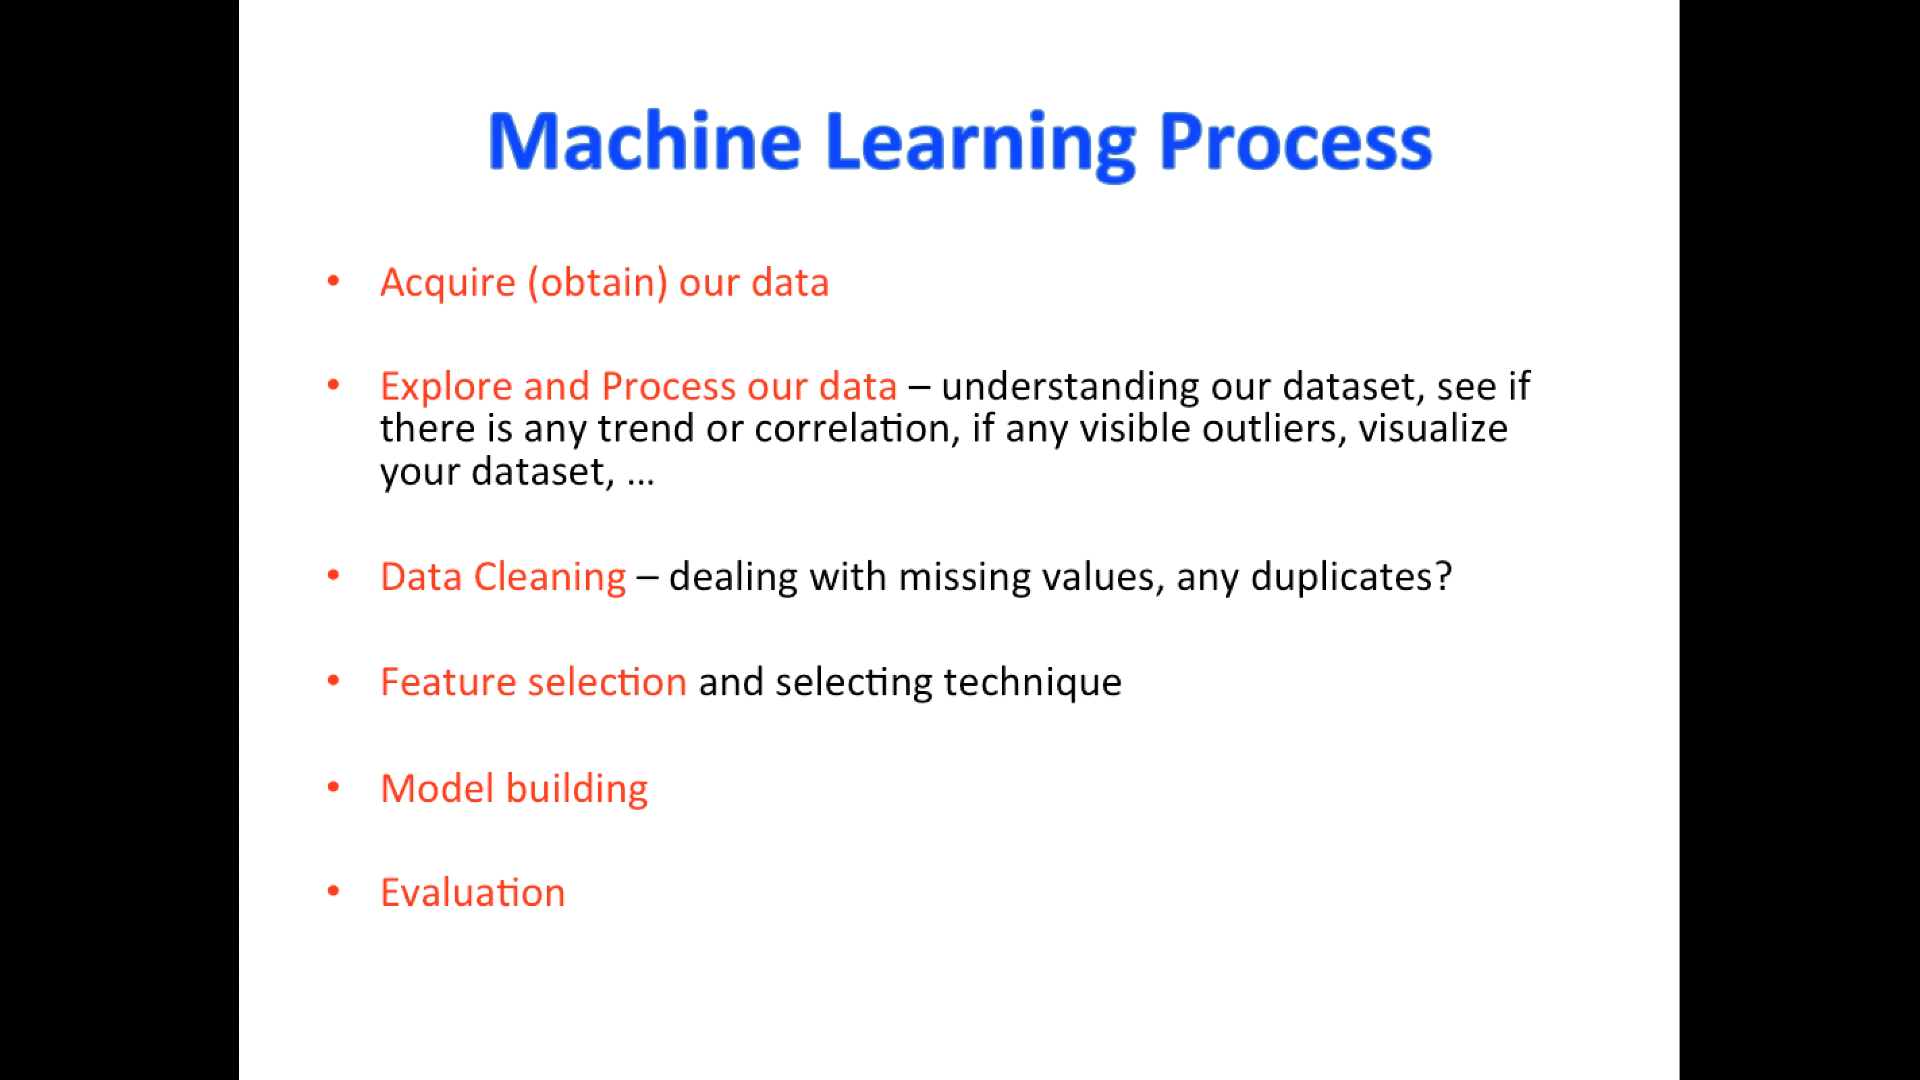 Machine Learning Process
• Acquire (obtain) our data
• Explore and Process our data – understanding our dataset, see if
there is any trend or correlation, if any visible outliers, visualize
your dataset, ...
• Data Cleaning – dealing with missing values, any duplicates?
• Feature selection and selecting technique
• Model building
• Evaluation